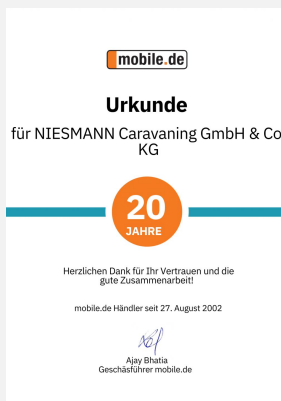 mobile.de
Urkunde
für NIESMANN Caravaning GmbH & Co
KG
20
JAHRE
Herzlichen Dank für Ihr Vertrauen und die
gute Zusammenarbeit!
mobile.de Händler seit 27. August 2002
Ajay Bhatia
Geschäsführer mobile.de